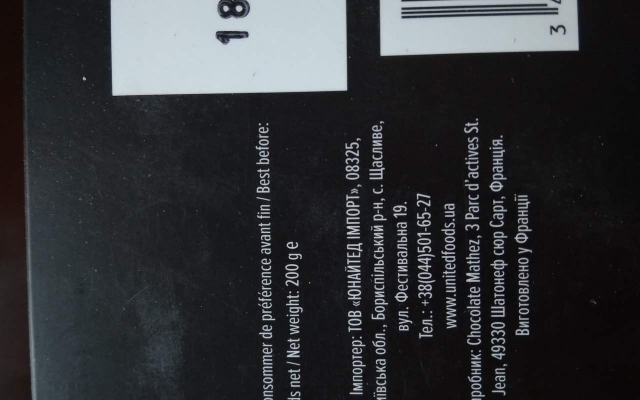 18
3
onsommer de préférence avant fin / Best before:
ds net / Net weight: 200 g e
Імпортер: ТОВ «ЮНАЙТЕД ІМПОРТ», 08325,
иївська обл., Бориспільський р-н, с. Щасливе,
вул. Фестивальна 19.
Тел.: +38(044)501-65-27
www.unitedfoods.ua
робник: Chocolate Mathez, 3 Parc d'actives St.
Jean, 49330 Шатонеф сюр Сарт, Франція.
Виготовлено у Франції